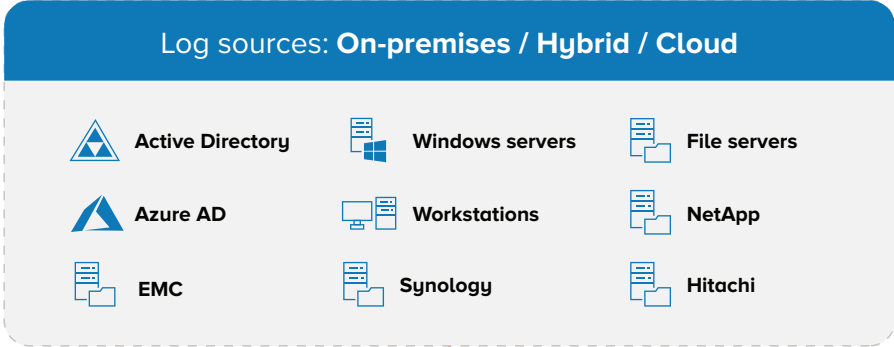 Log sources: On-premises / Hybrid / Cloud
Active Directory
Windows servers
File servers
Azure AD
Workstations
NetApp
EMC
Synology
Hitachi